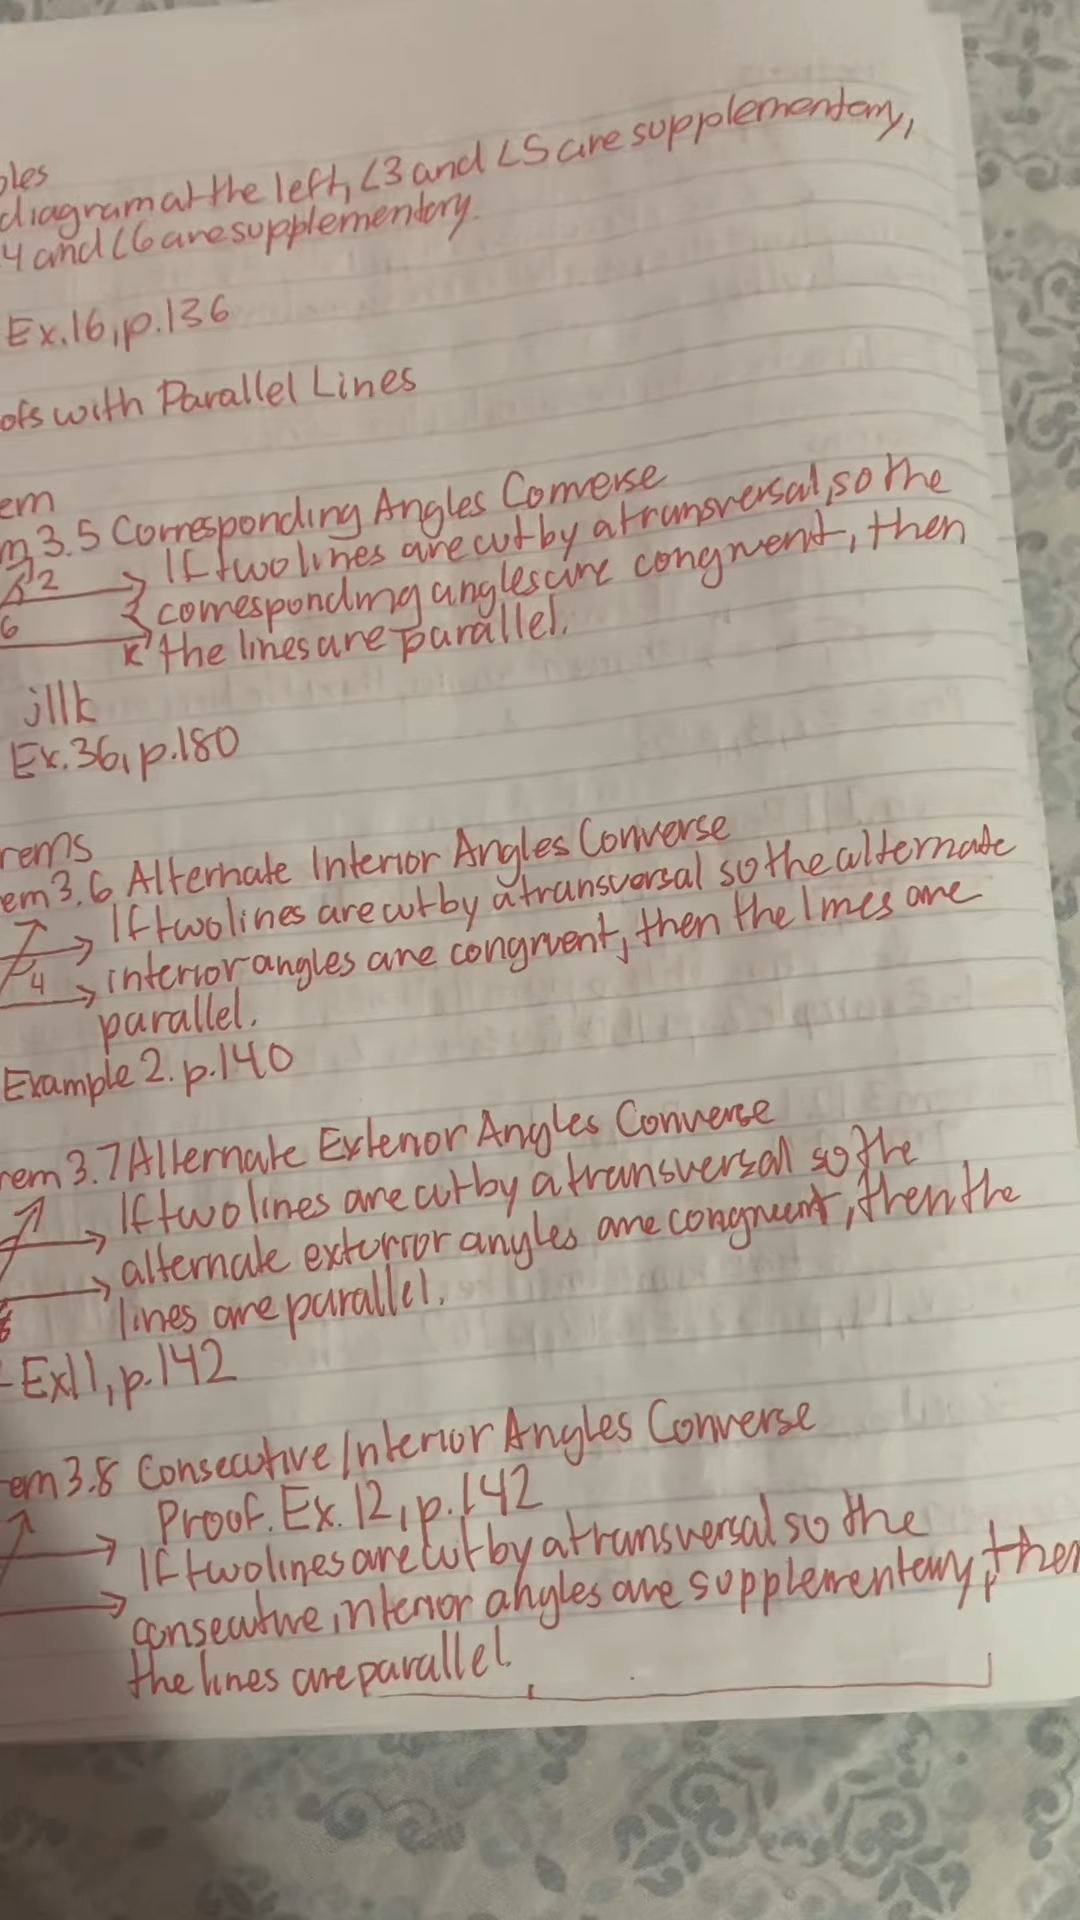 diagram at the left, ∠3 and ∠5 are supplementary,
4 and ∠6 are supplementary.
Ex.16, p.136
ofs with Parallel Lines
em
3.5 Corresponding Angles Converse
2 If two lines are cut by a transversal, so the
corresponding angles are congruent, then
6
k the lines are parallel.
j||k
Ex.36, p.180
rems
em 3.6 Alternate Interior Angles Converse
If two lines are cut by a transversal so the alternate
4 interior angles are congruent, then the lines are
parallel.
Example 2. p.140
rem 3.7 Alternate Exterior Angles Converse
If two lines are cut by a transversal so the
alternate exterior angles are congruent, then the
lines are parallel.
Ex11, p.142
em 3.8 Consecutive Interior Angles Converse
Proof. Ex. 12, p.142
If two lines are cut by a transversal so the
consecutive interior angles are supplementary, then
the lines are parallel.